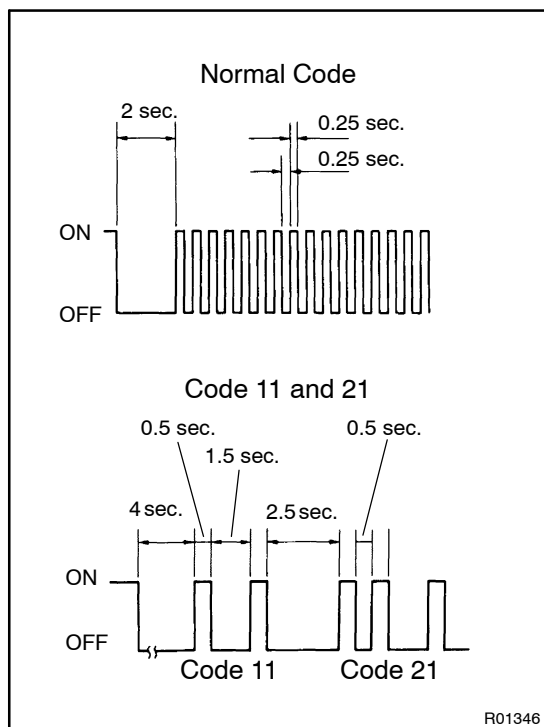 Normal Code
2 sec.
0.25 sec.
0.25 sec.
ON
OFF
Code 11 and 21
0.5 sec.
0.5 sec.
1.5 sec.
4 sec.
2.5 sec.
ON
OFF
Code 11
Code 21
R01346